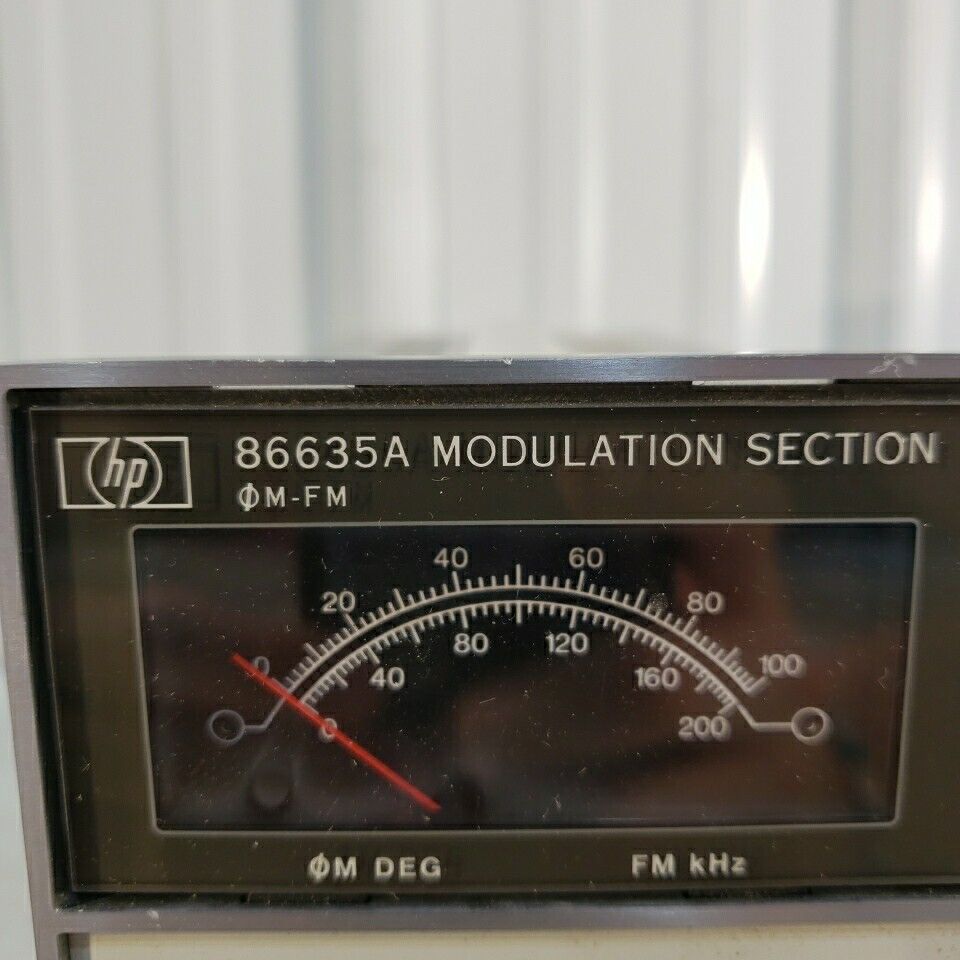 hp 86635A MODULATION SECTION
ΦM-FM
0 20 40 60 80 100
0 40 80 120 160 200
ΦM DEG FM kHz